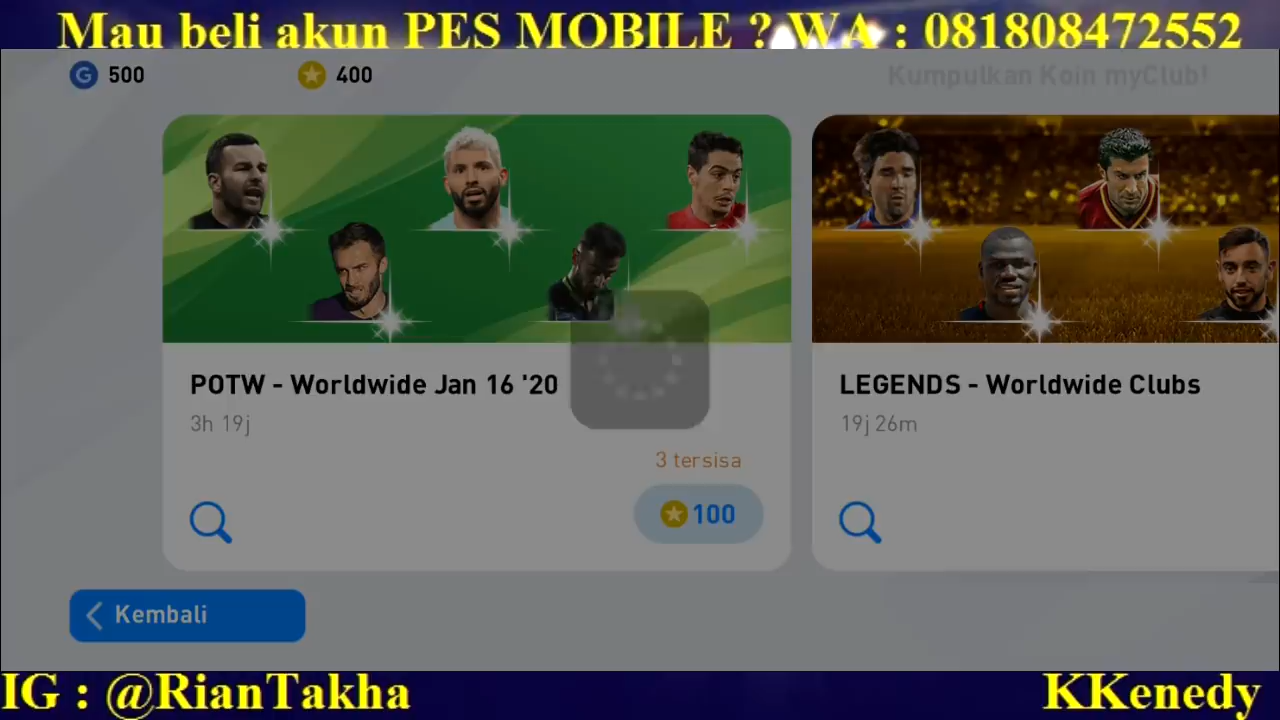 Mau beli akun PES MOBILE ? WA : 081808472552
G 500
400
Kumpulkan Koin myClub!
POTW - Worldwide Jan 16 '20
3h 19j
3 tersisa
100
LEGENDS - Worldwide Clubs
19j 26m
Kembali
IG : @RianTakha
KKenedy